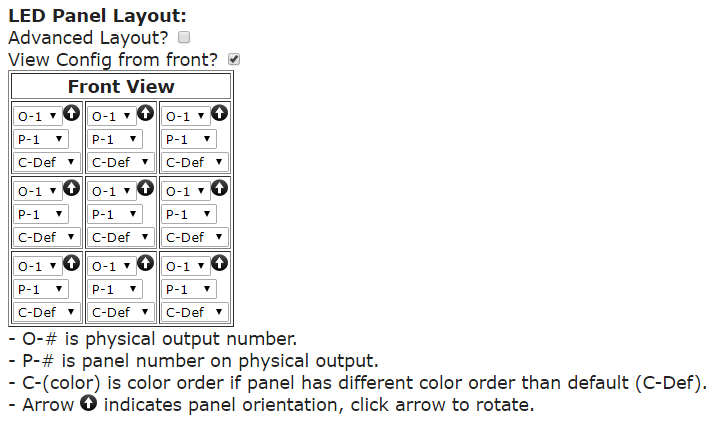 LED Panel Layout:
Advanced Layout?
View Config from front?
Front View
O-1 O-1 O-1
P-1 P-1 P-1
C-Def C-Def C-Def
O-1 O-1 O-1
P-1 P-1 P-1
C-Def C-Def C-Def
O-1 O-1 O-1
P-1 P-1 P-1
C-Def C-Def C-Def
- O-# is physical output number.
- P-# is panel number on physical output.
- C-(color) is color order if panel has different color order than default (C-Def).
- Arrow indicates panel orientation, click arrow to rotate.